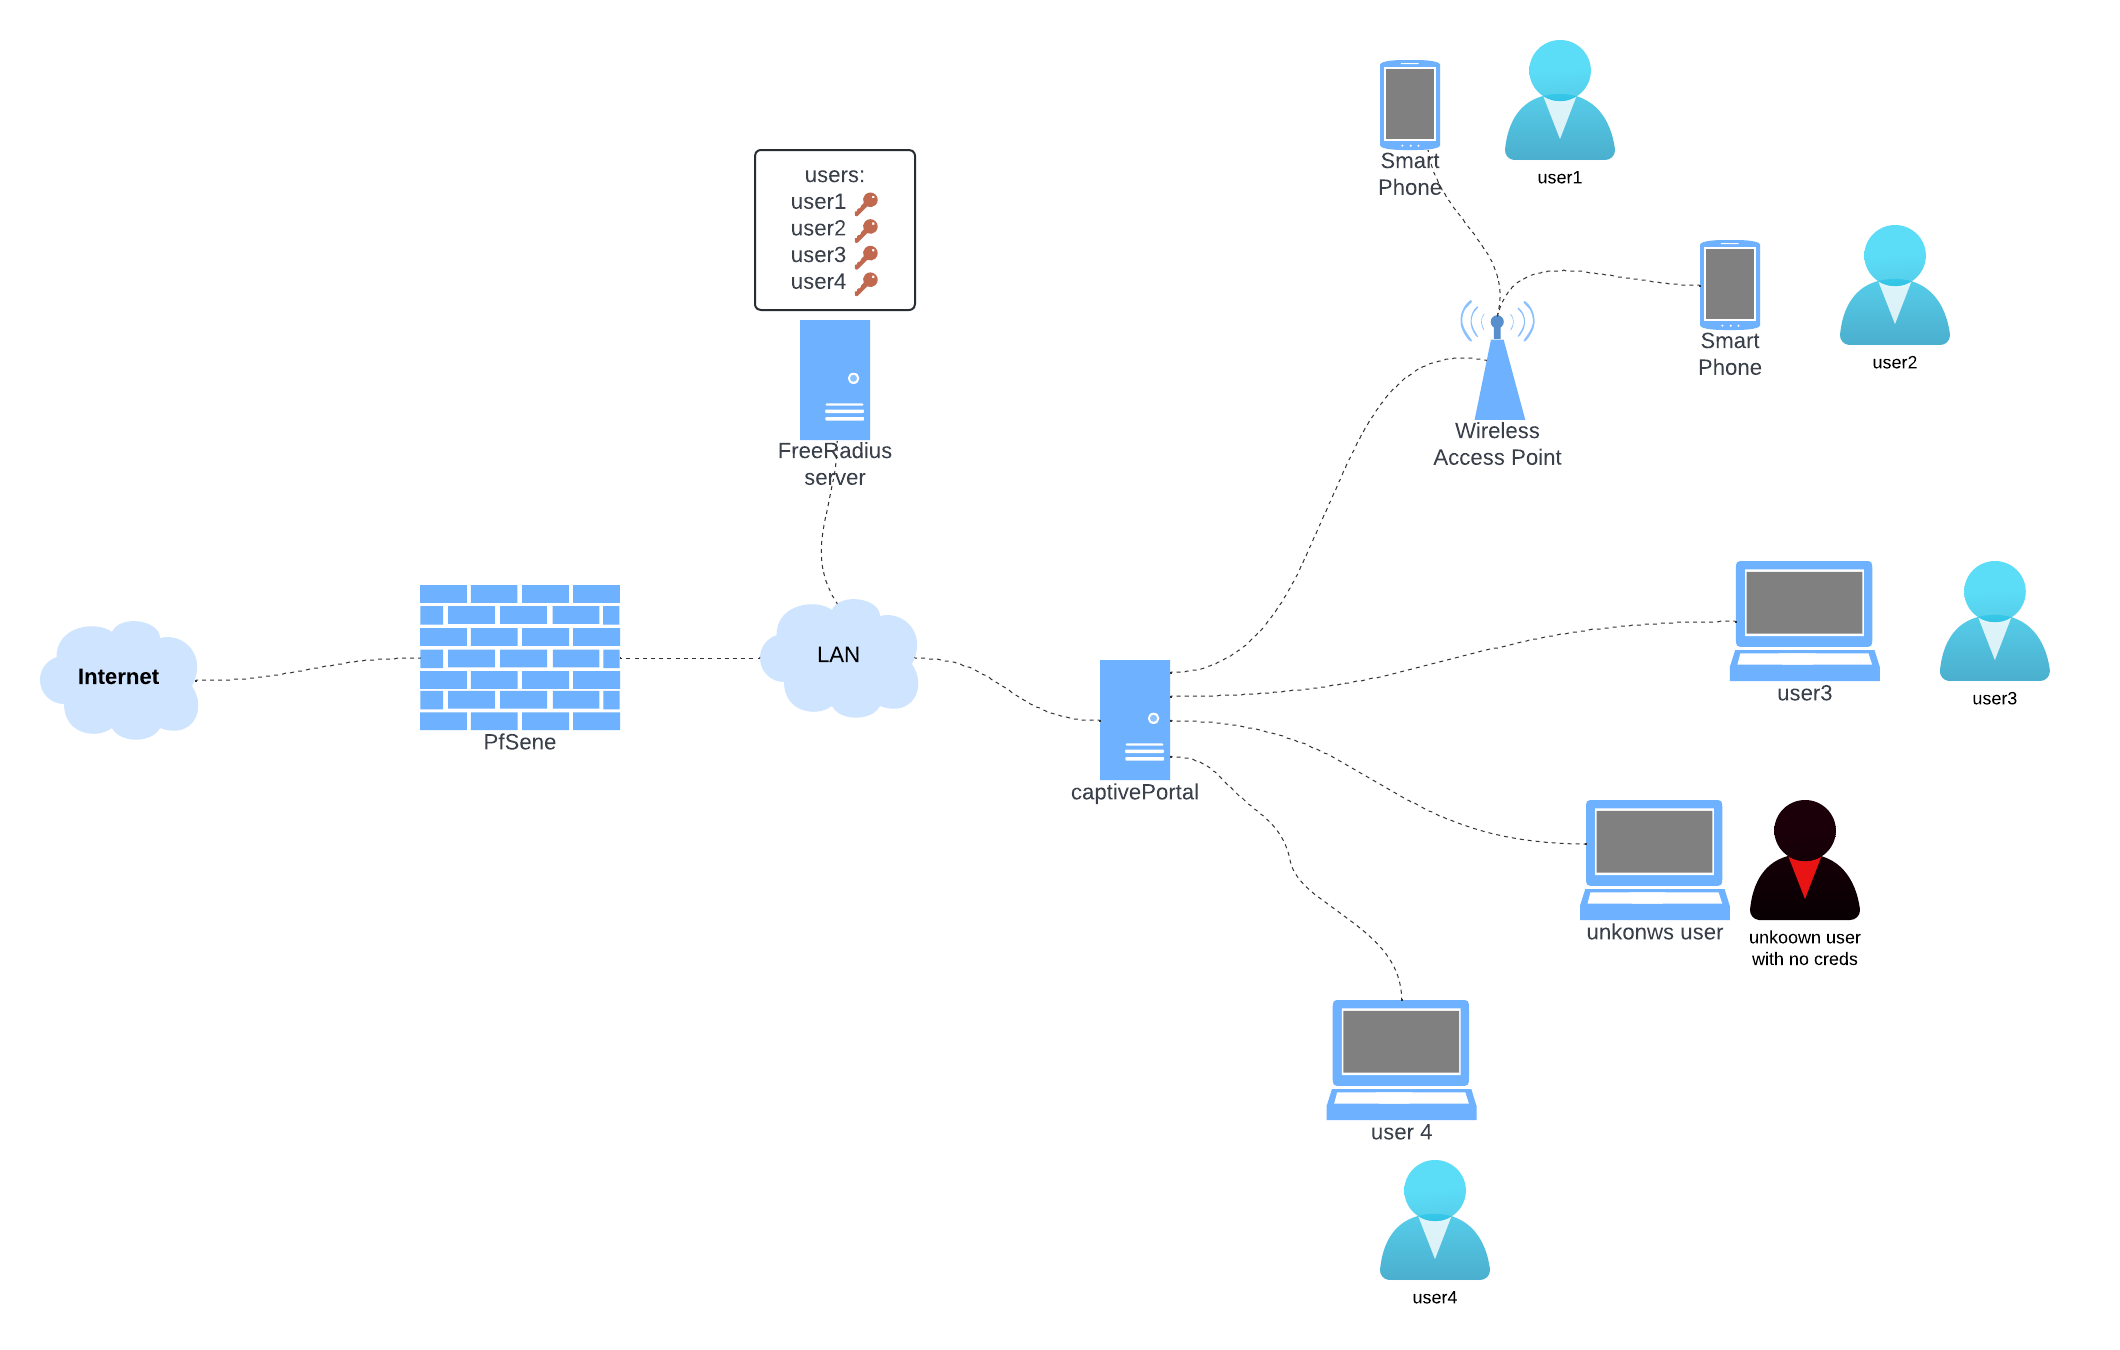 Smart
Phone
user1
users:
user1
user2
user3
user4
Smart
Phone
user2
FreeRadius
server
Wireless
Access Point
Internet
PfSene
LAN
captivePortal
user3
user3
unkonws user
unkoown user
with no creds
user 4
user4